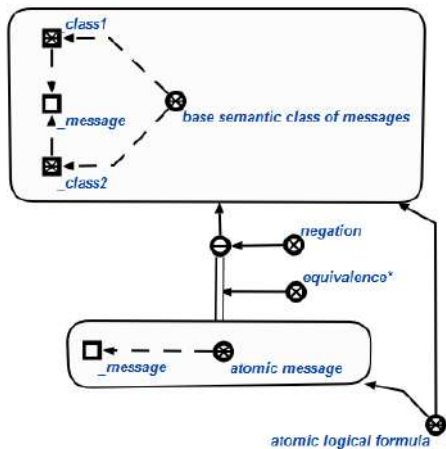 _class1
base semantic class of messages
_message
_class2
negation
equivalence*
_message
atomic message
atomic logical formula